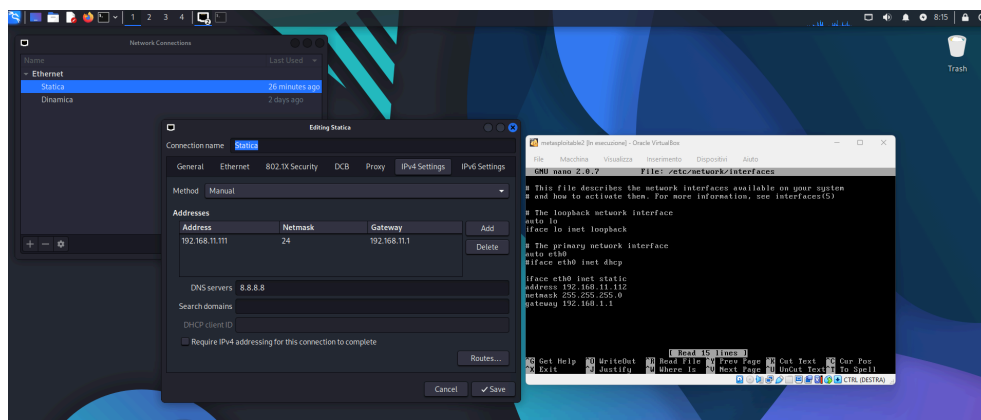 1 2 3 4
8:15
Trash
Network Connections
Name Last Used
Ethernet
Statica 26 minutes ago
Dinamica 2 days ago
Editing Statica
Connection name Statica
General Ethernet 802.1X Security DCB Proxy IPv4 Settings IPv6 Settings
Method Manual
Addresses
Address Netmask Gateway
192.168.11.111 24 192.168.11.1
Add
Delete
DNS servers 8.8.8.8
Search domains
DHCP client ID
Require IPv4 addressing for this connection to complete
Routes...
Cancel Save
metasploitable2 [In esecuzione] - Oracle VirtualBox
File Macchina Visualizza Inserimento Dispositivi Aiuto
GNU nano 2.0.7 File: /etc/network/interfaces
# This file describes the network interfaces available on your system
# and how to activate them. For more information, see interfaces(5)
# The loopback network interface
auto lo
iface lo inet loopback
# The primary network interface
auto eth0
#iface eth0 inet dhcp
iface eth0 inet static
address 192.168.11.112
netmask 255.255.255.0
gateway 192.168.1.1
[ Read 15 lines ]
^G Get Help ^O WriteOut ^R Read File ^Y Prev Page ^K Cut Text ^C Cur Pos
^X Exit ^J Justify ^W Where Is ^V Next Page ^U UnCut Text ^T To Spell
CTRL (DESTRA)